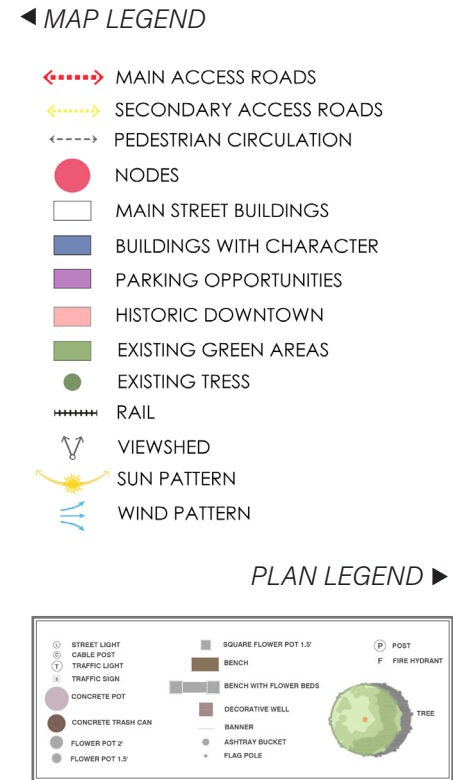 MAP LEGEND
MAIN ACCESS ROADS
SECONDARY ACCESS ROADS
PEDESTRIAN CIRCULATION
NODES
MAIN STREET BUILDINGS
BUILDINGS WITH CHARACTER
PARKING OPPORTUNITIES
HISTORIC DOWNTOWN
EXISTING GREEN AREAS
EXISTING TRESS
RAIL
VIEWSHED
SUN PATTERN
WIND PATTERN
PLAN LEGEND
L STREET LIGHT
C CABLE POST
T TRAFFIC LIGHT
TRAFFIC SIGN
CONCRETE POT
CONCRETE TRASH CAN
FLOWER POT 2'
FLOWER POT 1.5'
SQUARE FLOWER POT 1.5'
BENCH
BENCH WITH FLOWER BEDS
DECORATIVE WELL
BANNER
ASHTRAY BUCKET
FLAG POLE
P POST
F FIRE HYDRANT
TREE